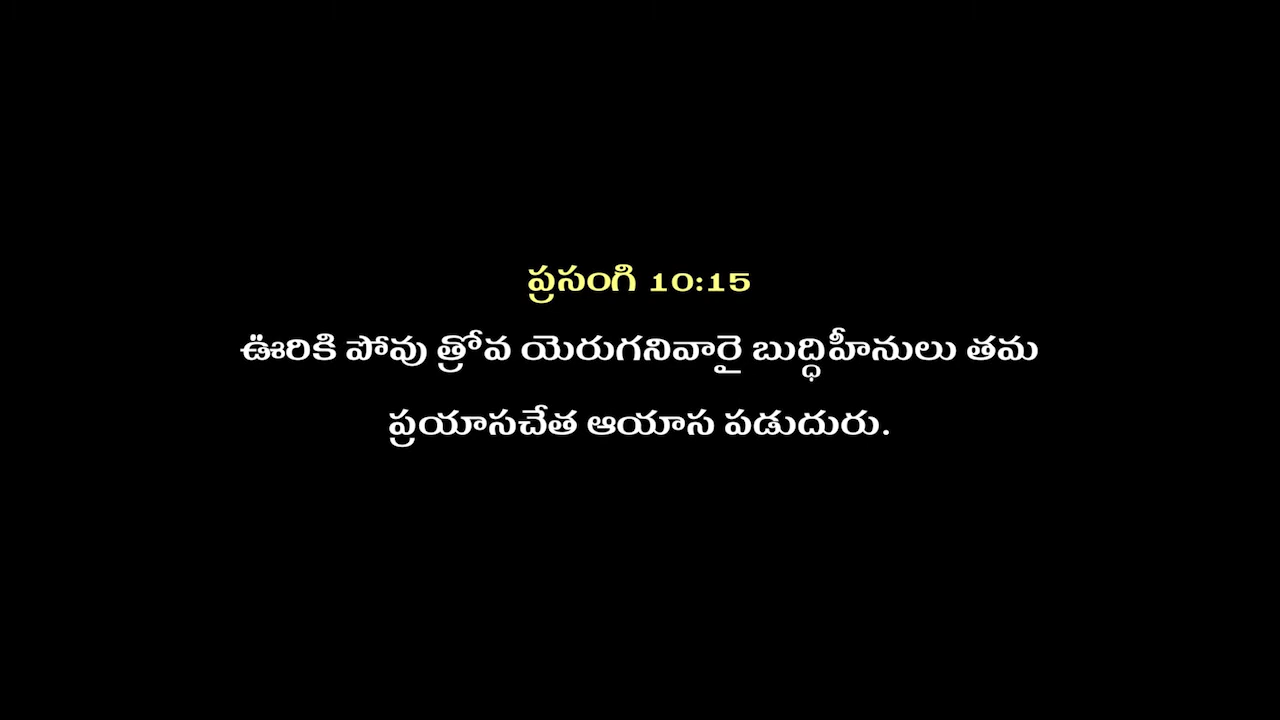 ప్రసంగి 10:15
ఊరికి పోవు త్రోవ యెరుగనివారై బుద్ధిహీనులు తమ
ప్రయాసచేత ఆయాస పడుదురు.